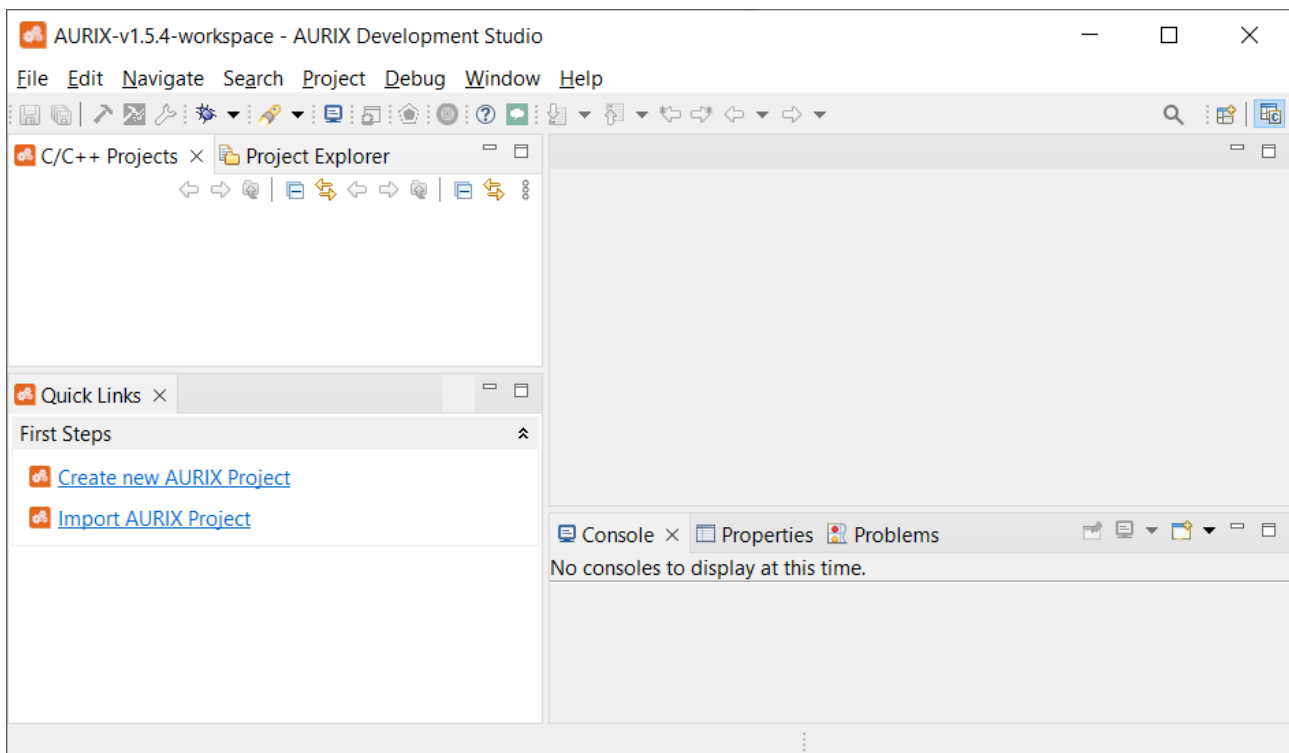 AURIX-v1.5.4-workspace - AURIX Development Studio
File Edit Navigate Search Project Debug Window Help
C/C++ Projects Project Explorer
Quick Links
First Steps
Create new AURIX Project
Import AURIX Project
Console Properties Problems
No consoles to display at this time.